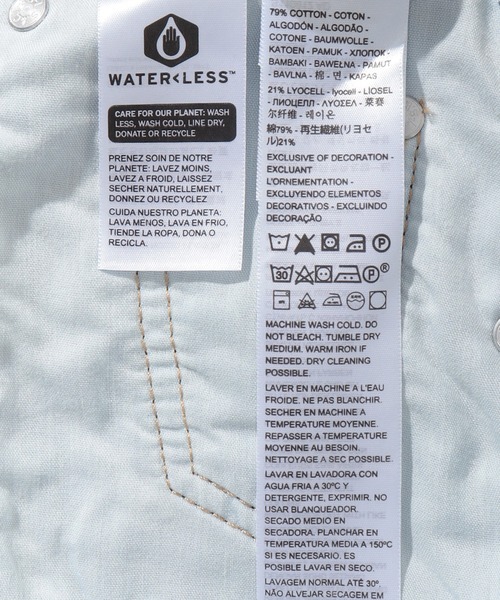 WATER<LESS™
CARE FOR OUR PLANET: WASH
LESS, WASH COLD, LINE DRY,
DONATE OR RECYCLE
PRENEZ SOIN DE NOTRE
PLANETE: LAVEZ MOINS,
LAVEZ A FROID, LAISSEZ
SECHER NATURELLEMENT,
DONNEZ OU RECYCLEZ
CUIDA NUESTRO PLANETA:
LAVA MENOS, LAVA EN FRIO,
TIENDE LA ROPA, DONA O
RECICLA.
79% COTTON - COTON -
ALGODÓN - ALGODÃO -
COTONE - BAUMWOLLE -
KATOEN - PAMUK - ХЛОПОК -
BAMBAKI - BAWEŁNA - PAMUT
- BAVLNA - 棉 - 면 - KAPAS
21% LYOCELL - lyocell - LİOSEL
- ЛИОЦЕЛЛ - ΛΥΟΣΕΛ - 莱赛
尔纤维 - 레이온
綿79% - 再生繊維(リヨセ
ル)21%
EXCLUSIVE OF DECORATION -
EXCLUANT
L'ORNEMENTATION -
EXCLUYENDO ELEMENTOS
DECORATIVOS - EXCLUINDO
DECORAÇÃO
P
30 P®
MACHINE WASH COLD. DO
NOT BLEACH. TUMBLE DRY
MEDIUM. WARM IRON IF
NEEDED. DRY CLEANING
POSSIBLE.
LAVER EN MACHINE A L'EAU
FROIDE. NE PAS BLANCHIR.
SECHER EN MACHINE A
TEMPERATURE MOYENNE.
REPASSER A TEMPERATURE
MOYENNE AU BESOIN.
NETTOYAGE A SEC POSSIBLE.
LAVAR EN LAVADORA CON
AGUA FRIA A 30ºC Y
DETERGENTE, EXPRIMIR. NO
USAR BLANQUEADOR.
SECADO MEDIO EN
SECADORA. PLANCHAR EN
TEMPERATURA MEDIA A 150ºC
SI ES NECESARIO. ES
POSIBLE LAVAR EN SECO.
LAVAGEM NORMAL ATÉ 30º.
NÃO ALVEJAR SECAGEM EM